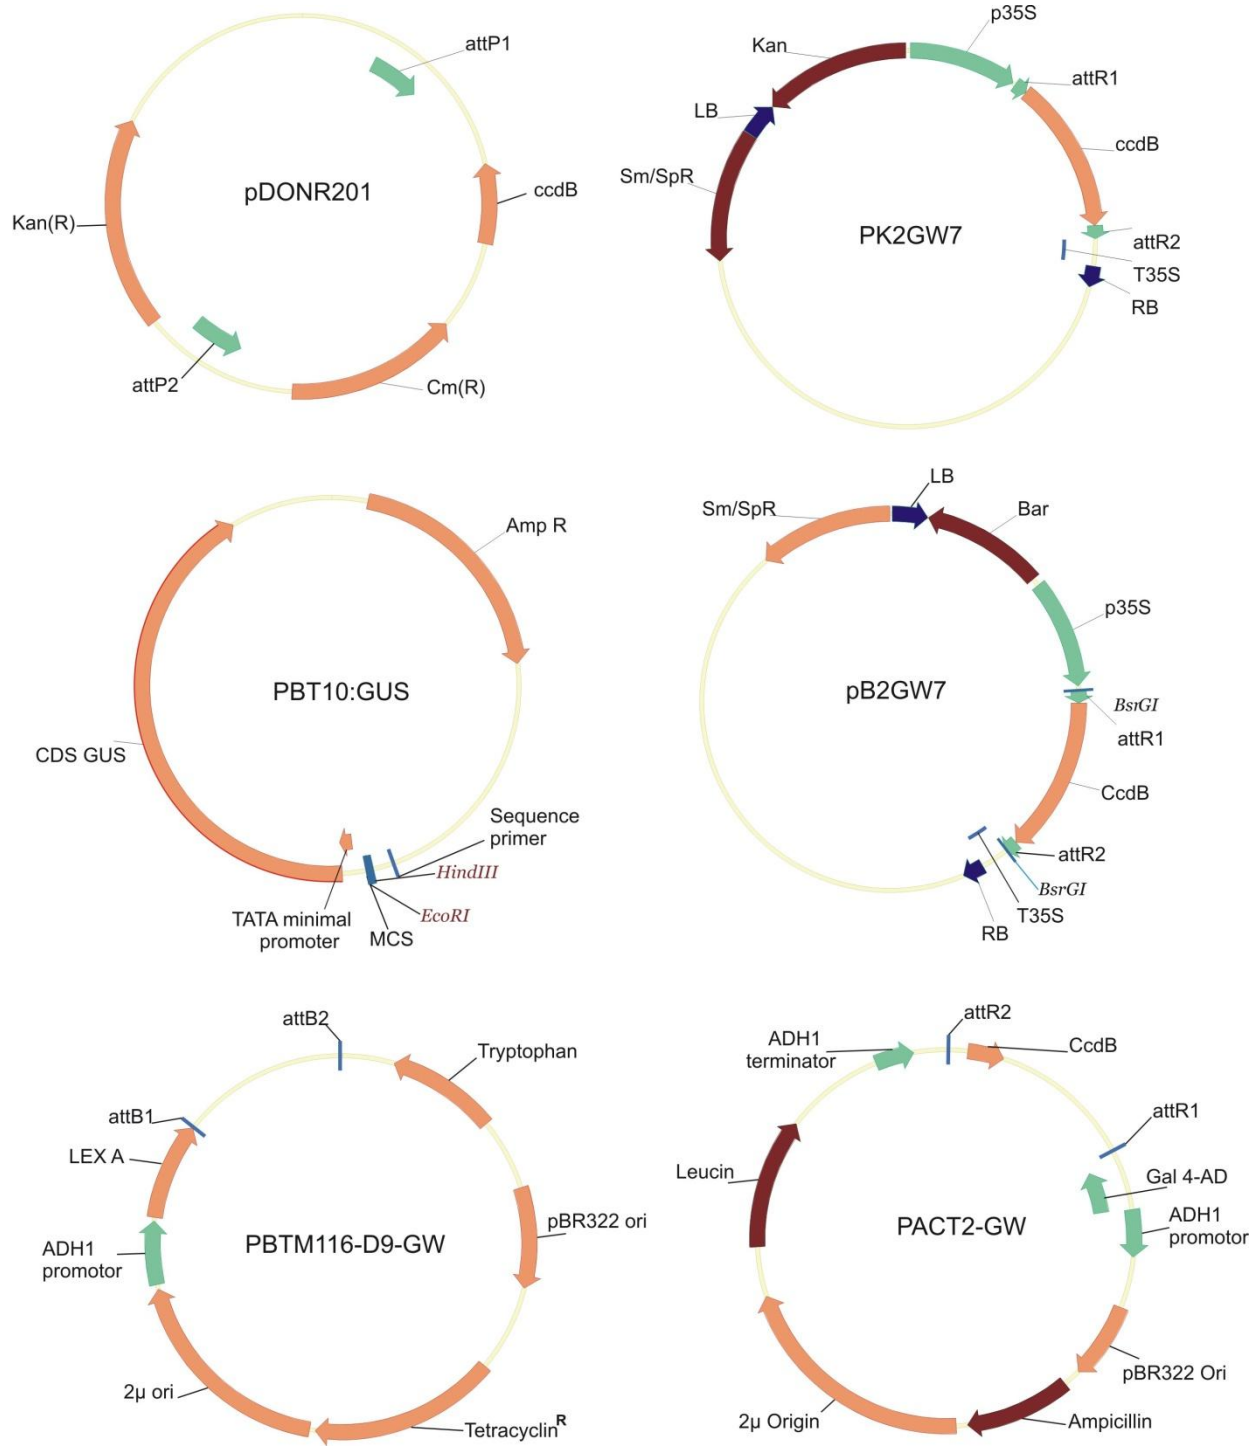 attP1
pDONR201
ccdB
Kan(R)
attP2
Cm(R)
p35S
Kan
attR1
LB
ccdB
Sm/SpR
PK2GW7
attR2
T35S
RB
Amp R
PBT10:GUS
CDS GUS
Sequence
primer
HindIII
EcoRI
TATA minimal
promoter
MCS
LB
Sm/SpR
Bar
p35S
pB2GW7
BsrGI
attR1
CcdB
attR2
BsrGI
T35S
RB
attB2
Tryptophan
attB1
LEX A
pBR322 ori
PBTM116-D9-GW
ADH1
promotor
2µ ori
TetracyclinR
attR2
ADH1
terminator
CcdB
attR1
Leucin
Gal 4-AD
PACT2-GW
ADH1
promotor
pBR322 Ori
2µ Origin
Ampicillin